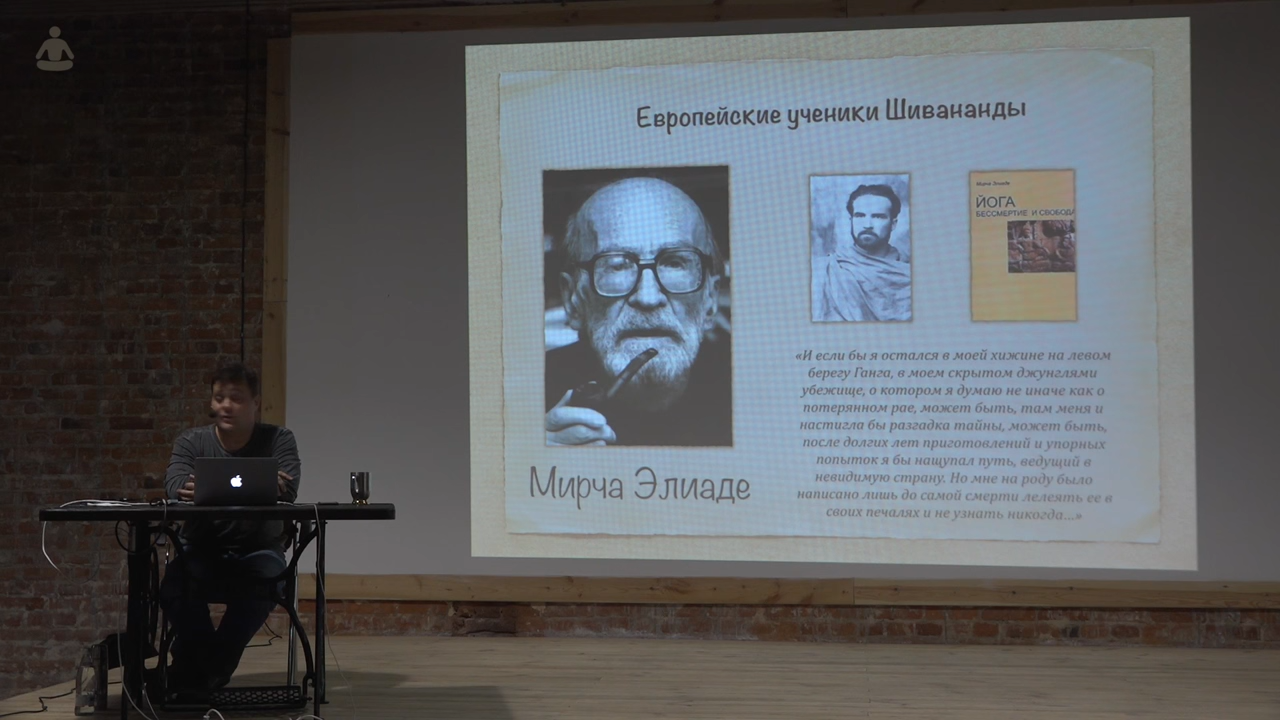 Европейские ученики Шивананды
Мирча Элиаде
ЙОГА
БЕССМЕРТИЕ И СВОБОДА
«И если бы я остался в моей хижине на левом
берегу Ганга, в моем скрытом джунглями
убежище, о котором я думаю не иначе как о
потерянном рае, может быть, там меня и
настигла бы разгадка тайны, может быть,
после долгих лет приготовлений и упорных
попыток я бы нащупал путь, ведущий в
невидимую страну. Но мне на роду было
написано лишь до самой смерти лелеять ее в
своих печалях и не узнать никогда...»
Мирча Элиаде